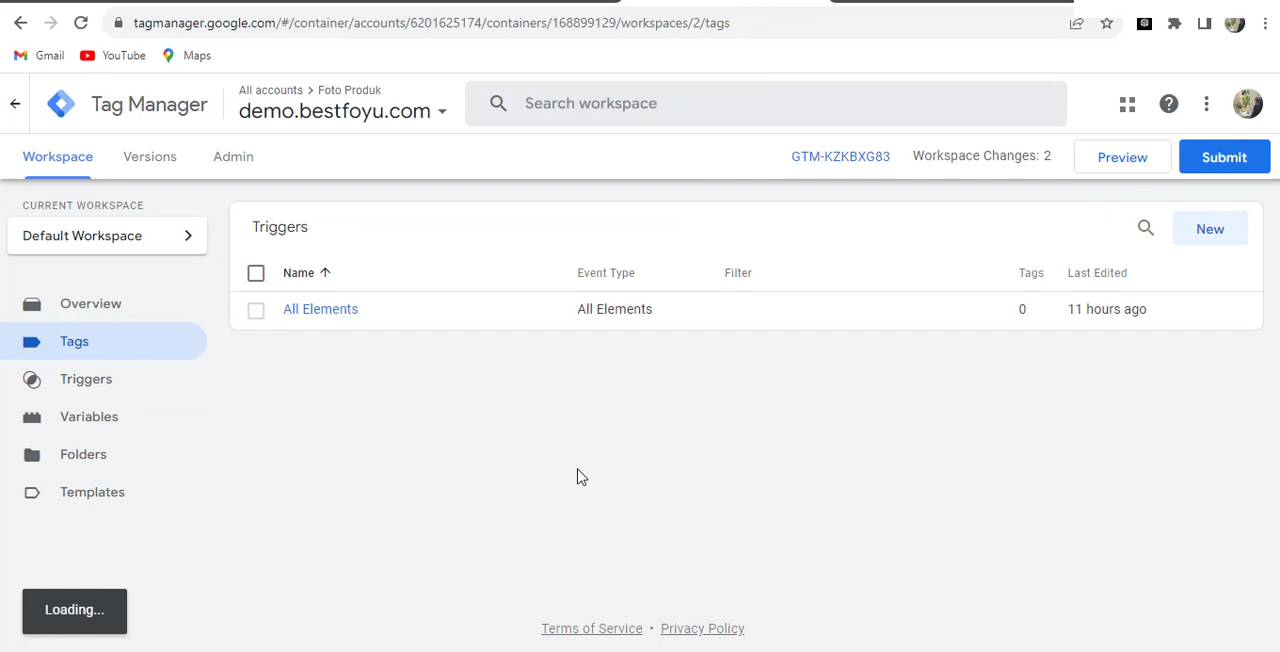 tagmanager.google.com/#/container/accounts/6201625174/containers/168899129/workspaces/2/tags
Gmail YouTube Maps
Tag Manager
All accounts > Foto Produk
demo.bestfoyu.com
Search workspace
Workspace Versions Admin
GTM-KZKBXG83 Workspace Changes: 2 Preview Submit
CURRENT WORKSPACE
Default Workspace
Overview
Tags
Triggers
Variables
Folders
Templates
Triggers
New
Name Event Type Filter Tags Last Edited
All Elements All Elements 0 11 hours ago
Loading...
Terms of Service • Privacy Policy